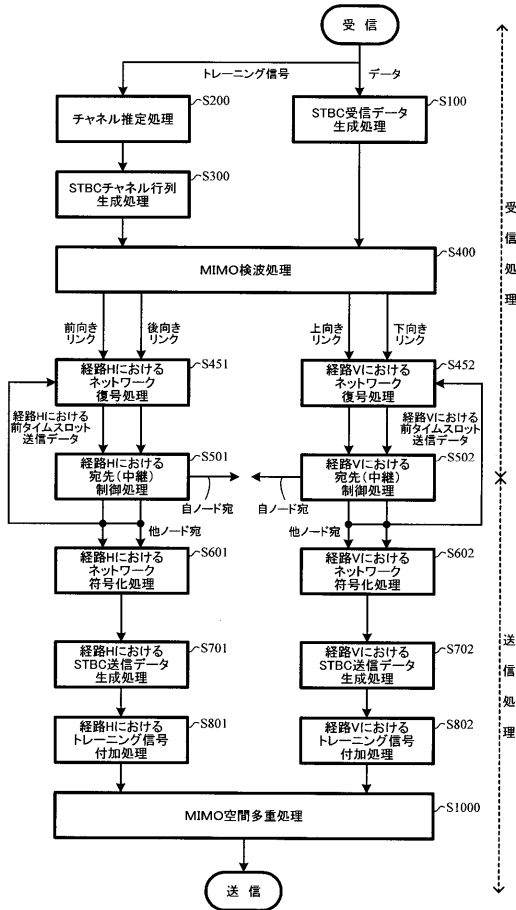 受 信
トレーニング信号
データ
S200
チャネル推定処理
S100
STBC受信データ
生成処理
S300
STBCチャネル行列
生成処理
S400
MIMO検波処理
前向き
リンク
後向き
リンク
上向き
リンク
下向き
リンク
S451
経路Hにおける
ネットワーク
復号処理
S452
経路Vにおける
ネットワーク
復号処理
経路Hにおける
前タイムスロット
送信データ
経路Vにおける
前タイムスロット
送信データ
S501
経路Hにおける
宛先(中継)
制御処理
S502
経路Vにおける
宛先(中継)
制御処理
自ノード宛
自ノード宛
他ノード宛
他ノード宛
S601
経路Hにおける
ネットワーク
符号化処理
S602
経路Vにおける
ネットワーク
符号化処理
S701
経路Hにおける
STBC送信データ
生成処理
S702
経路Vにおける
STBC送信データ
生成処理
S801
経路Hにおける
トレーニング信号
付加処理
S802
経路Vにおける
トレーニング信号
付加処理
S1000
MIMO空間多重処理
送 信
受信処理
送信処理